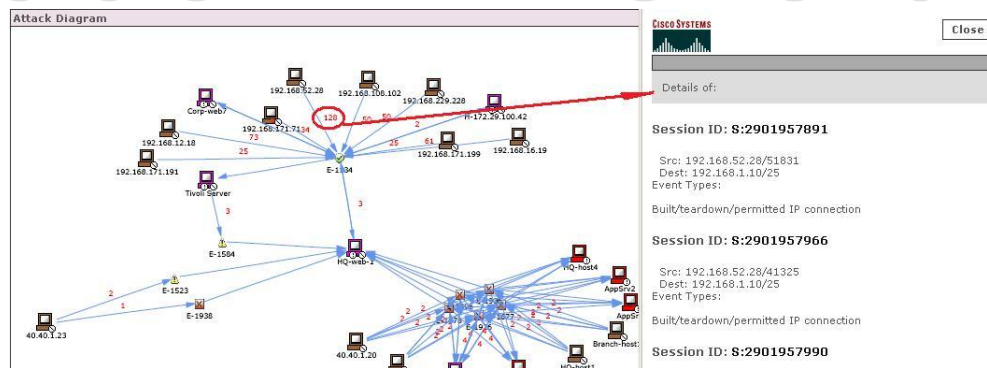 Attack Diagram
192.168.52.28
192.168.108.102
192.168.229.228
Corp-web7
128
50
50
H-172.29.100.42
192.168.171.71
34
2
73
192.168.12.18
25
61
192.168.171.199
192.168.16.19
25
192.168.171.191
E-1934
Tivoli Server
3
3
E-1584
HQ-web-1
HQ-host4
2
E-1523
AppSrv2
1
E-1938
40.40.1.23
E-1926
Branch-host
40.40.1.20
HQ-host1
CISCO SYSTEMS
Close
Details of:
Session ID: S:2901957891
Src: 192.168.52.28/51831
Dest: 192.168.1.10/25
Event Types:
Built/teardown/permitted IP connection
Session ID: S:2901957966
Src: 192.168.52.28/41325
Dest: 192.168.1.10/25
Event Types:
Built/teardown/permitted IP connection
Session ID: S:2901957990